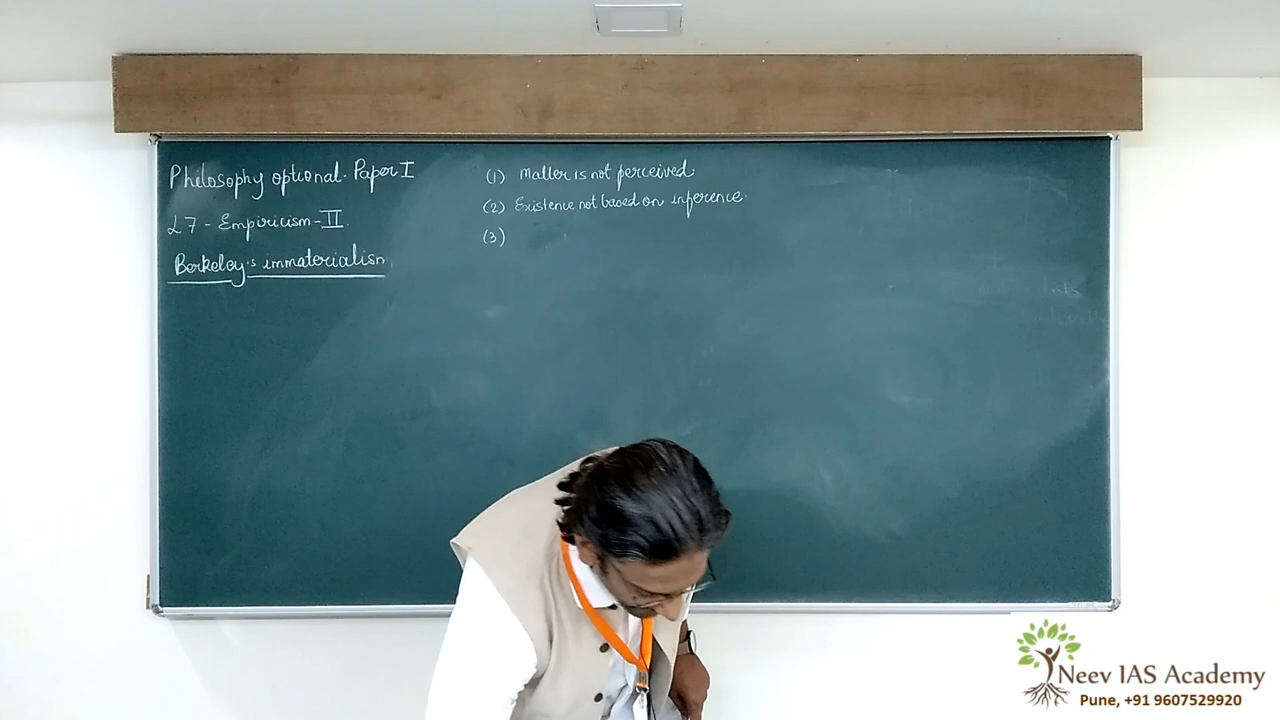 Philosophy optional. Paper I
L7 - Empiricism - II.
Berkeley's immaterialism
(1) Matter is not perceived.
(2) Existence not based on inference.
(3)
Neev IAS Academy
Pune, +91 9607529920